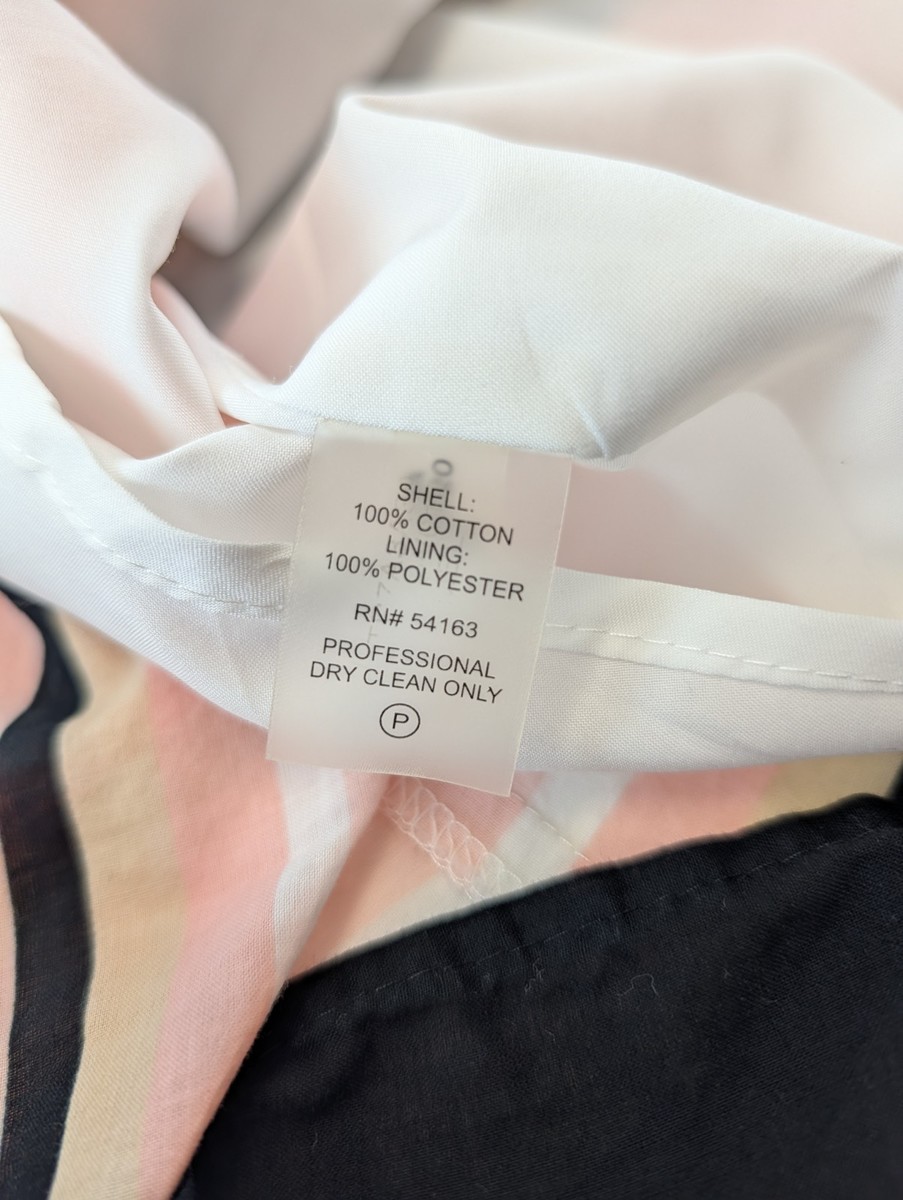 SHELL:
100% COTTON
LINING:
100% POLYESTER
RN# 54163
PROFESSIONAL
DRY CLEAN ONLY
P